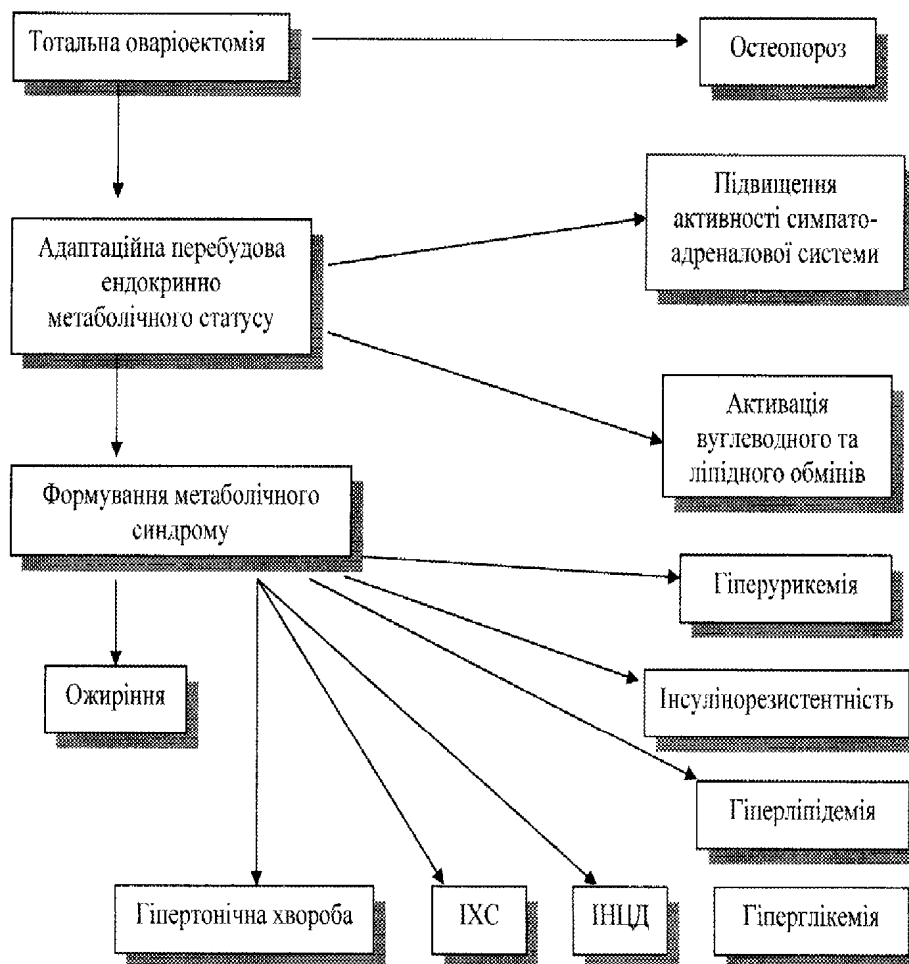 Тотальна оваріоектомія
Остеопороз
Підвищення
активності симпато-
адреналової системи
Адаптаційна перебудова
ендокринно
метаболічного статусу
Активація
вуглеводного та
ліпідного обмінів
Формування метаболічного
синдрому
Гіперурикемія
Ожиріння
Інсулінорезистентність
Гіперліпідемія
Гіпертонічна хвороба
ІХС
ІНЦД
Гіперглікемія